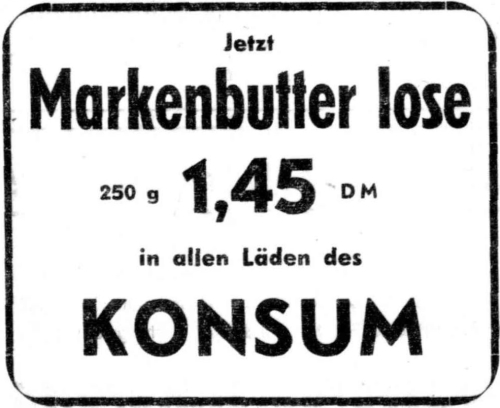 Jetzt
Markenbutter lose
250 g 1,45 DM
in allen Läden des
KONSUM